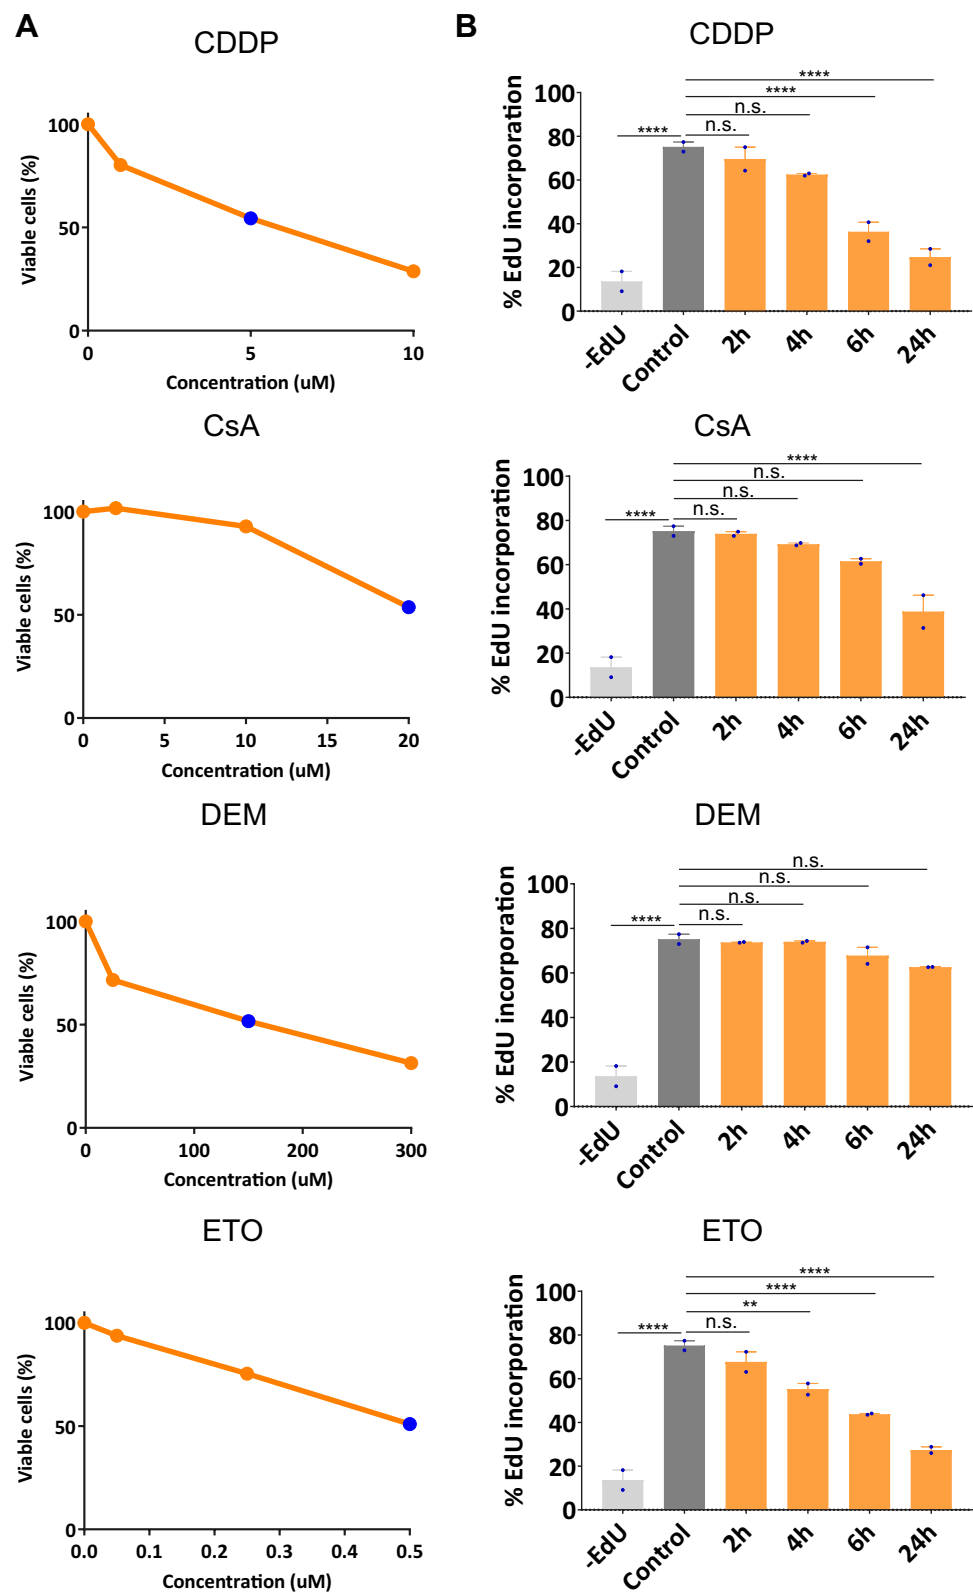 A
B
CDDP
Viable cells (%)
100
50
0
0 5 10
Concentration (uM)
CDDP
% EdU incorporation
100
80
60
40
20
0
****
****
n.s.
**** n.s.
-EdU Control 2h 4h 6h 24h
CsA
Viable cells (%)
100
50
0
0 5 10 15 20
Concentration (uM)
CsA
% EdU incorporation
100
80
60
40
20
0
****
n.s.
n.s.
**** n.s.
-EdU Control 2h 4h 6h 24h
DEM
Viable cells (%)
100
50
0
0 100 200 300
Concentration (uM)
DEM
% EdU incorporation
100
80
60
40
20
0
n.s.
n.s.
n.s.
**** n.s.
-EdU Control 2h 4h 6h 24h
ETO
Viable cells (%)
100
50
0
0.0 0.1 0.2 0.3 0.4 0.5
Concentration (uM)
ETO
% EdU incorporation
100
80
60
40
20
0
****
****
**
**** n.s.
-EdU Control 2h 4h 6h 24h